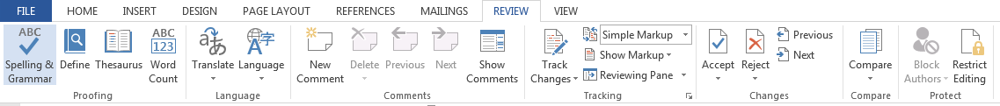 FILE HOME INSERT DESIGN PAGE LAYOUT REFERENCES MAILINGS REVIEW VIEW
ABC
Spelling & Grammar
Define
Thesaurus
ABC
123
Word Count
Proofing
a
Translate
字
A
Language
Language
New Comment
Delete
Previous
Next
Show Comments
Comments
Track Changes
Simple Markup
Show Markup
Reviewing Pane
Tracking
Accept
Reject
Previous
Next
Changes
Compare
Compare
Block Authors
Restrict Editing
Protect